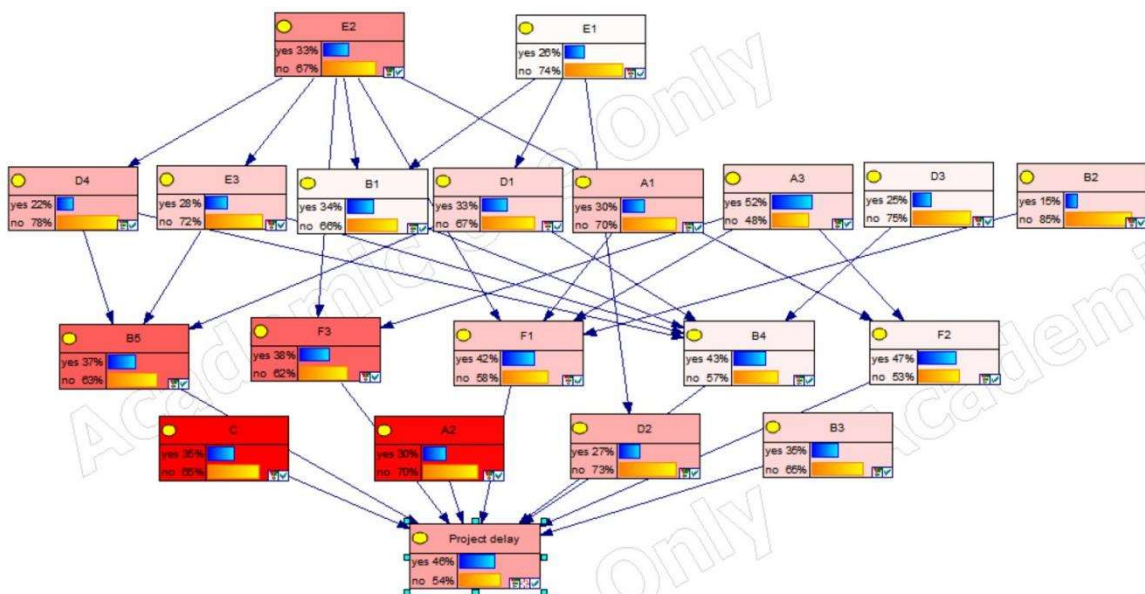 E2
yes 33%
no 67%
E1
yes 26%
no 74%
D4
yes 22%
no 78%
E3
yes 28%
no 72%
B1
yes 34%
no 66%
D1
yes 33%
no 67%
A1
yes 30%
no 70%
A3
yes 52%
no 48%
D3
yes 25%
no 75%
B2
yes 15%
no 85%
B5
yes 37%
no 63%
F3
yes 38%
no 62%
F1
yes 42%
no 58%
B4
yes 43%
no 57%
F2
yes 47%
no 53%
C
yes 35%
no 65%
A2
yes 30%
no 70%
D2
yes 27%
no 73%
B3
yes
no
Project delay
yes 46%
no 54%
Only
Academic
Only